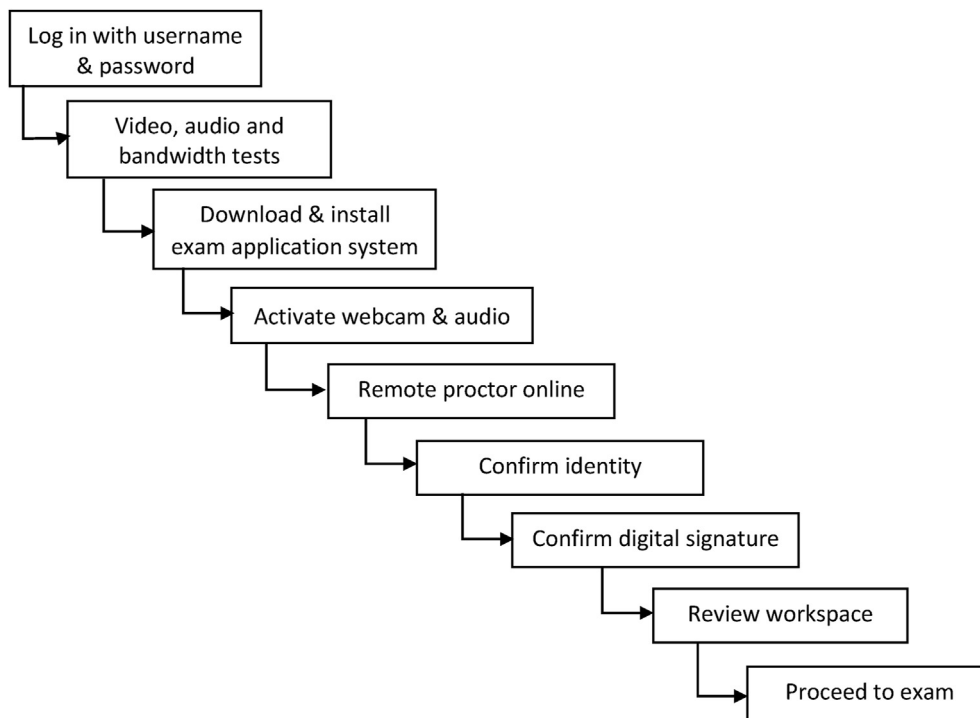 Log in with username
& password
Video, audio and
bandwidth tests
Download & install
exam application system
Activate webcam & audio
Remote proctor online
Confirm identity
Confirm digital signature
Review workspace
Proceed to exam